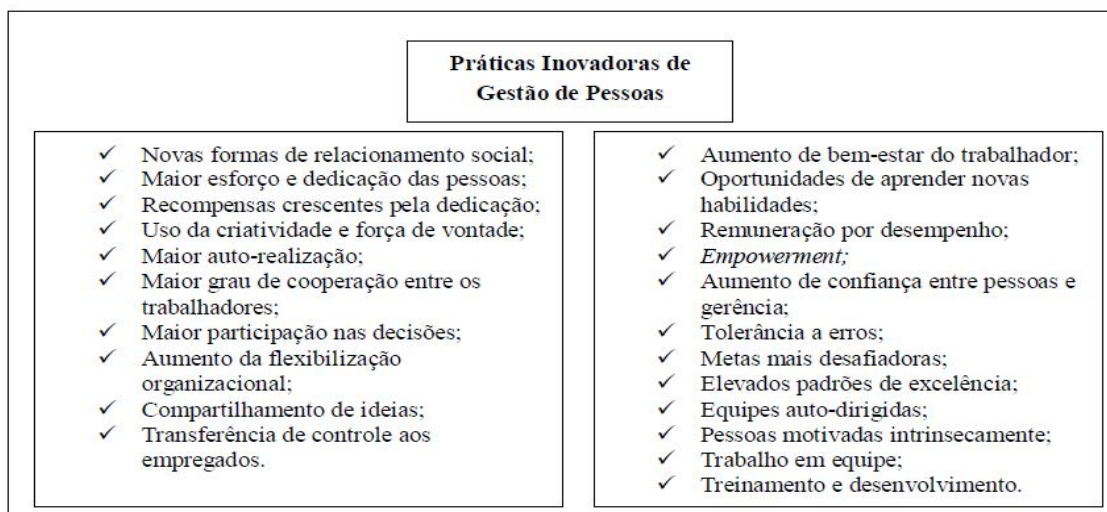 Práticas Inovadoras de
Gestão de Pessoas
✓ Novas formas de relacionamento social;
✓ Maior esforço e dedicação das pessoas;
✓ Recompensas crescentes pela dedicação;
✓ Uso da criatividade e força de vontade;
✓ Maior auto-realização;
✓ Maior grau de cooperação entre os
trabalhadores;
✓ Maior participação nas decisões;
✓ Aumento da flexibilização
organizacional;
✓ Compartilhamento de ideias;
✓ Transferência de controle aos
empregados.
✓ Aumento de bem-estar do trabalhador;
✓ Oportunidades de aprender novas
habilidades;
✓ Remuneração por desempenho;
✓ Empowerment;
✓ Aumento de confiança entre pessoas e
gerência;
✓ Tolerância a erros;
✓ Metas mais desafiadoras;
✓ Elevados padrões de excelência;
✓ Equipes auto-dirigidas;
✓ Pessoas motivadas intrinsecamente;
✓ Trabalho em equipe;
✓ Treinamento e desenvolvimento.